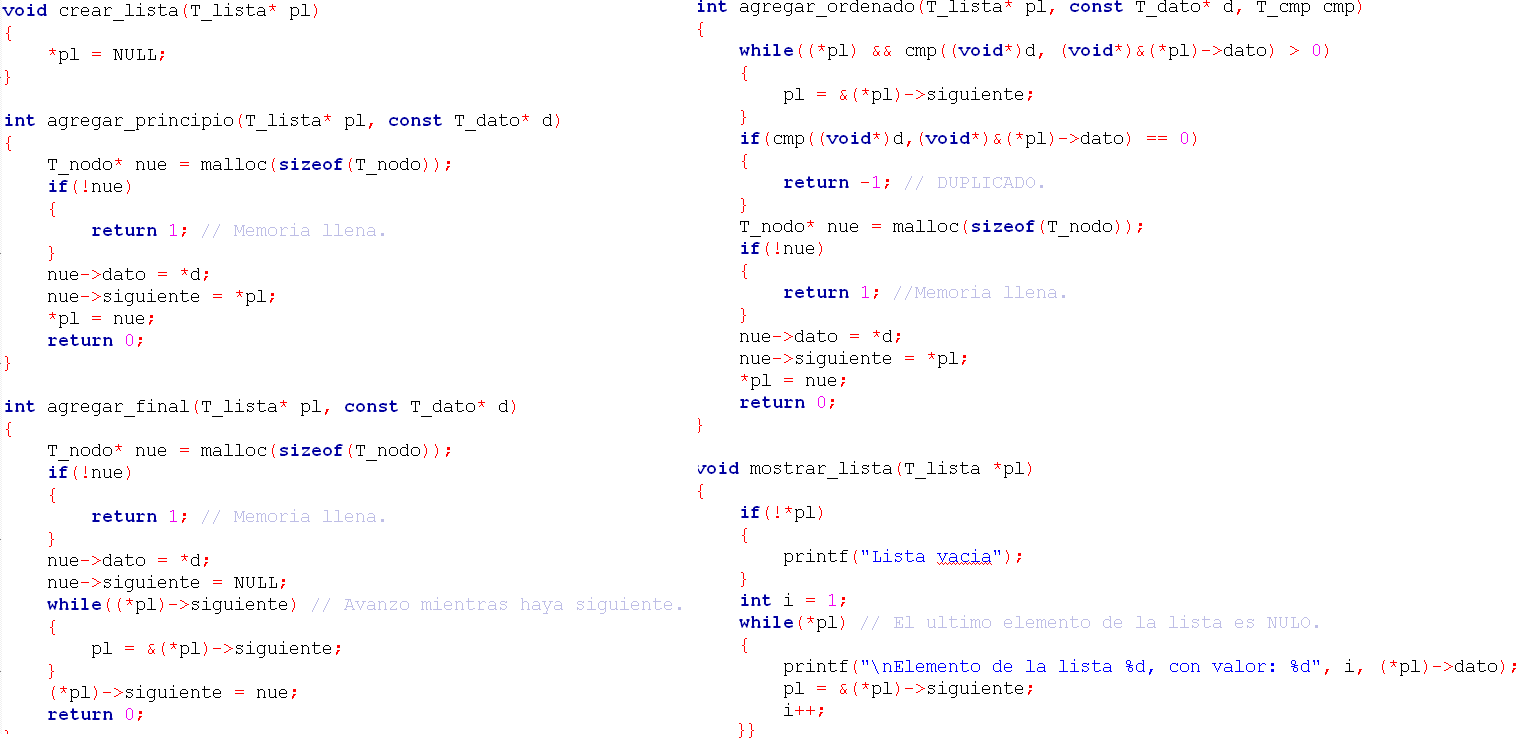 void crear_lista(T_lista* pl)
{
    *pl = NULL;
}

int agregar_principio(T_lista* pl, const T_dato* d)
{
    T_nodo* nue = malloc(sizeof(T_nodo));
    if(!nue)
    {
        return 1; // Memoria llena.
    }
    nue->dato = *d;
    nue->siguiente = *pl;
    *pl = nue;
    return 0;
}

int agregar_final(T_lista* pl, const T_dato* d)
{
    T_nodo* nue = malloc(sizeof(T_nodo));
    if(!nue)
    {
        return 1; // Memoria llena.
    }
    nue->dato = *d;
    nue->siguiente = NULL;
    while((*pl)->siguiente) // Avanzo mientras haya siguiente.
    {
        pl = &(*pl)->siguiente;
    }
    (*pl)->siguiente = nue;
    return 0;

int agregar_ordenado(T_lista* pl, const T_dato* d, T_cmp cmp)
{
    while((*pl) && cmp((void*)d, (void*)&(*pl)->dato) > 0)
    {
        pl = &(*pl)->siguiente;
    }
    if(cmp((void*)d,(void*)&(*pl)->dato) == 0)
    {
        return -1; // DUPLICADO.
    }
    T_nodo* nue = malloc(sizeof(T_nodo));
    if(!nue)
    {
        return 1; //Memoria llena.
    }
    nue->dato = *d;
    nue->siguiente = *pl;
    *pl = nue;
    return 0;
}

void mostrar_lista(T_lista *pl)
{
    if(!*pl)
    {
        printf("Lista vacia");
    }
    int i = 1;
    while(*pl) // El ultimo elemento de la lista es NULO.
    {
        printf("\nElemento de la lista %d, con valor: %d", i, (*pl)->dato);
        pl = &(*pl)->siguiente;
        i++;
    }}